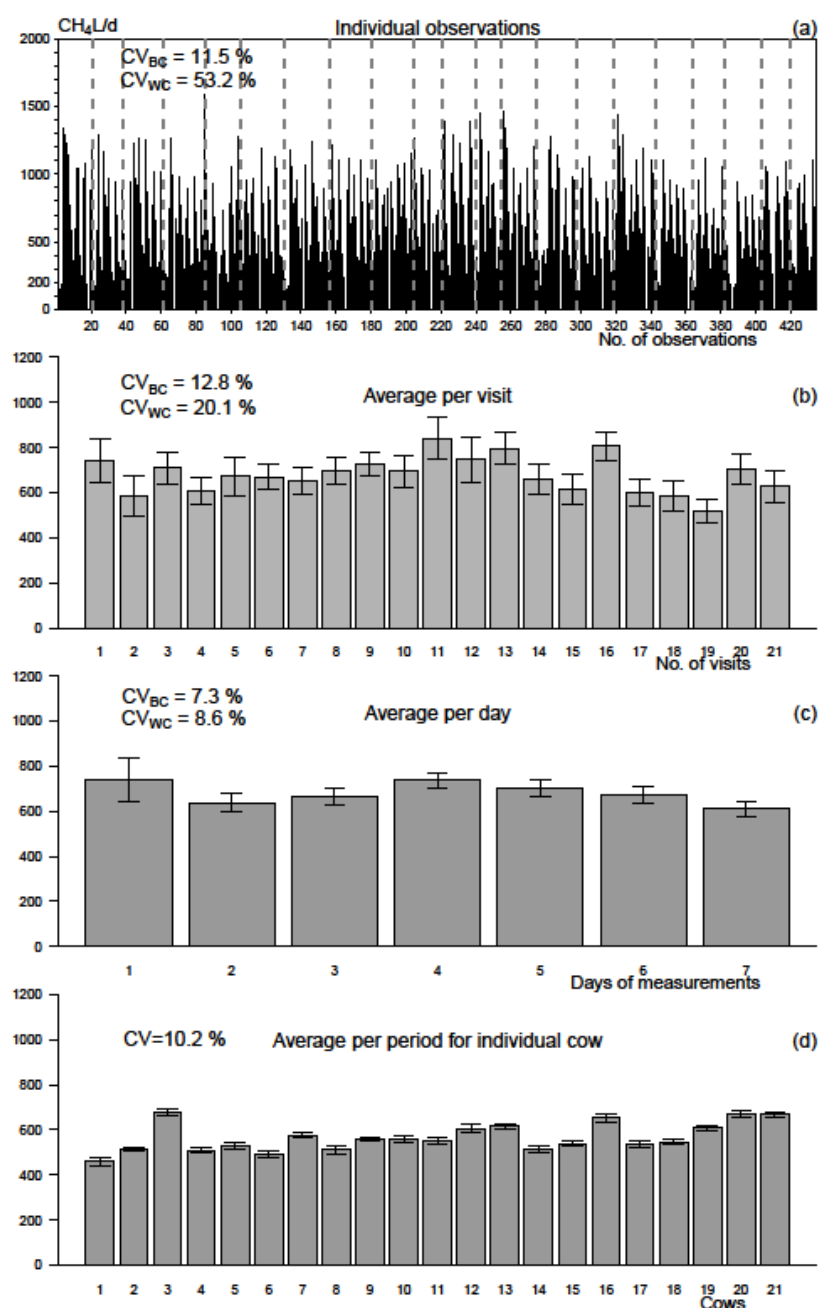 CH₄L/d Individual observations (a)
2000
CV_BC = 11.5 %
CV_WC = 53.2 %
1500
1000
500
200
0
20 40 60 80 100 120 140 160 180 200 220 240 260 280 300 320 340 360 380 400 420
No. of observations
1200
CV_BC = 12.8 %
CV_WC = 20.1 %
Average per visit (b)
1000
800
600
400
200
0
1 2 3 4 5 6 7 8 9 10 11 12 13 14 15 16 17 18 19 20 21
No. of visits
1200
CV_BC = 7.3 %
CV_WC = 8.6 %
Average per day (c)
1000
800
600
400
200
0
1 2 3 4 5 6 7
Days of measurements
1200
CV=10.2 % Average per period for individual cow (d)
1000
800
600
400
200
0
1 2 3 4 5 6 7 8 9 10 11 12 13 14 15 16 17 18 19 20 21
Cows